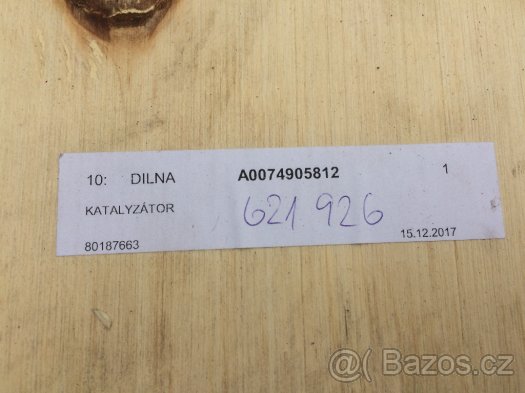 10: DILNA A0074905812 1
KATALYZÁTOR 621 926
80187663 15.12.2017
@ Bazos.cz